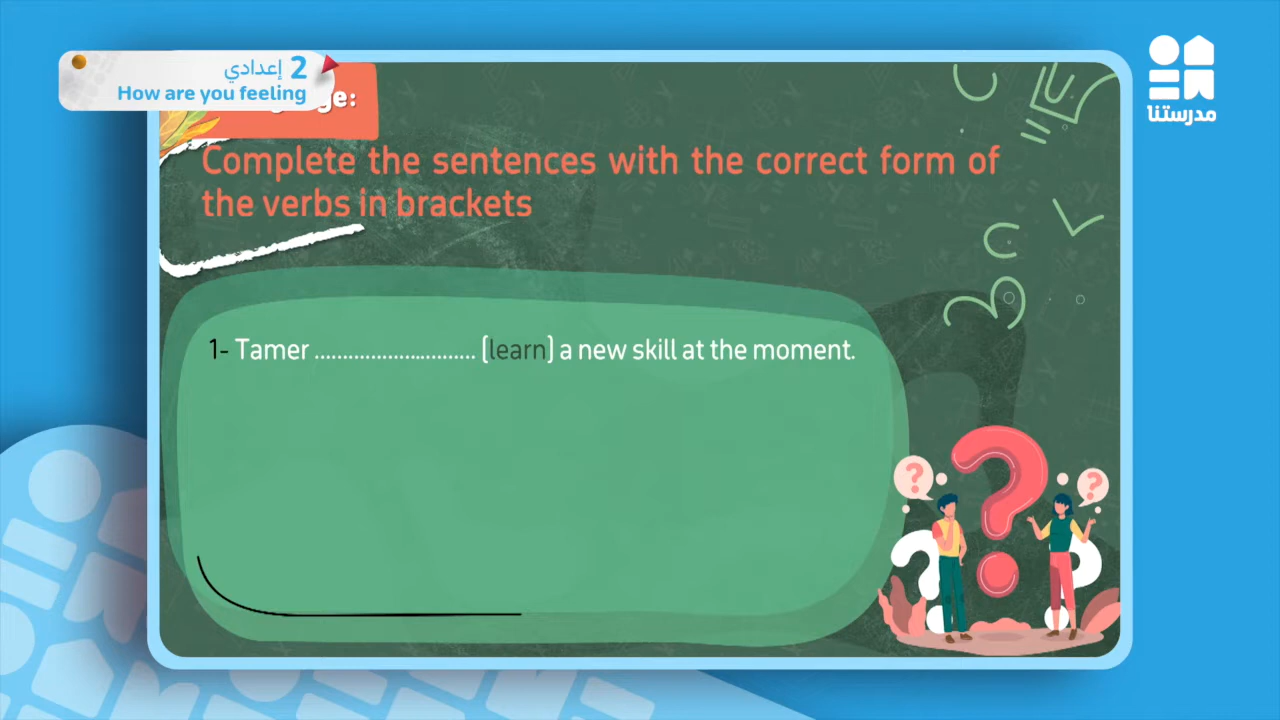 2 إعدادي
How are you feeling
ge:
مدرستنا
Complete the sentences with the correct form of
the verbs in brackets
1- Tamer ............................. (learn) a new skill at the moment.